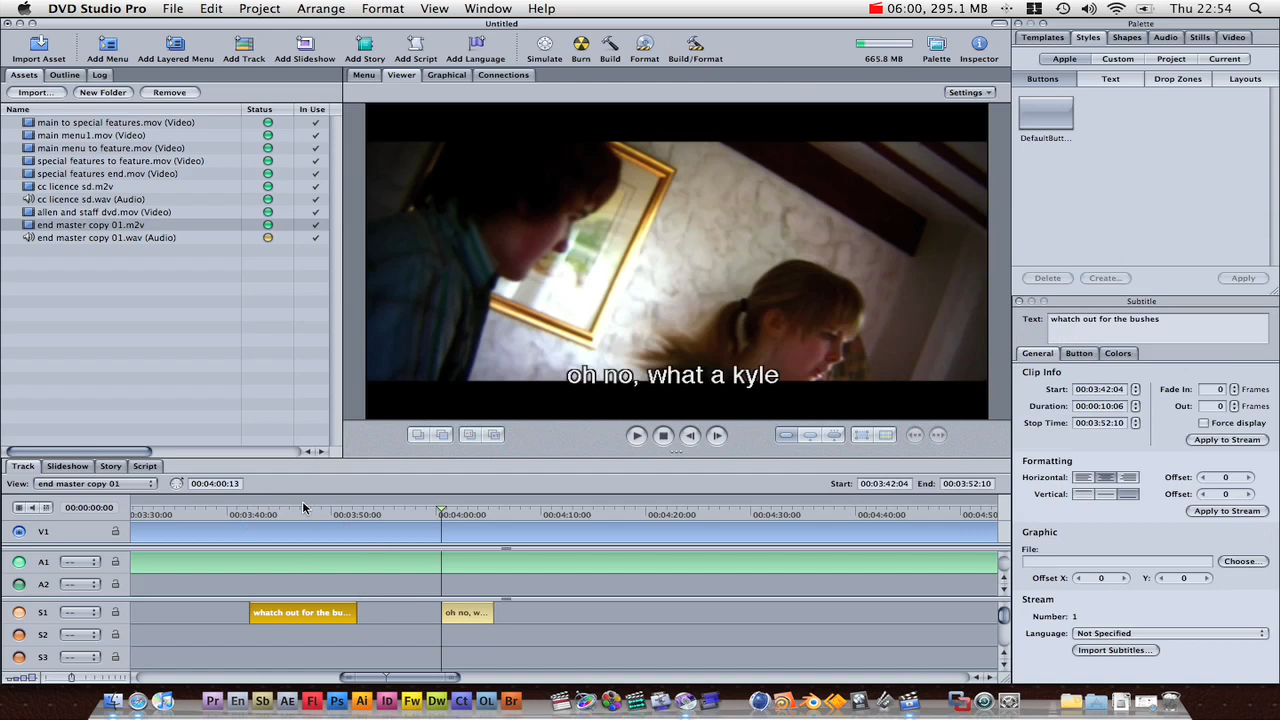 DVD Studio Pro File Edit Project Arrange Format View Window Help 06:00, 295.1 MB Thu 22:54
Untitled
Palette
Import Asset Add Menu Add Layered Menu Add Track Add Slideshow Add Story Add Script Add Language Simulate Burn Build Format Build/Format 665.8 MB Palette Inspector
Templates Styles Shapes Audio Stills Video
Apple Custom Project Current
Buttons Text Drop Zones Layouts
DefaultButt...
Delete Create... Apply
Assets Outline Log
Import... New Folder Remove
Name Status In Use
main to special features.mov (Video)
main menu1.mov (Video)
main menu to feature.mov (Video)
special features to feature.mov (Video)
special features end.mov (Video)
cc licence sd.m2v
cc licence sd.wav (Audio)
allen and staff dvd.mov (Video)
end master copy 01.m2v
end master copy 01.wav (Audio)
Menu Viewer Graphical Connections
Settings
oh no, what a kyle
Subtitle
Text: whatch out for the bushes
General Button Colors
Clip Info
Start: 00:03:42:04 Fade In: 0 Frames
Duration: 00:00:10:06 Out: 0 Frames
Stop Time: 00:03:52:10 Force display
Apply to Stream
Formatting
Horizontal: Offset: 0
Vertical: Offset: 0
Apply to Stream
Graphic
File: Choose...
Offset X: 0 Y: 0
Stream
Number: 1
Language: Not Specified
Import Subtitles...
Track Slideshow Story Script
View: end master copy 01 00:04:00:13 Start: 00:03:42:04 End: 00:03:52:10
00:00:00:00 0:03:30:00 00:03:40:00 00:03:50:00 00:04:00:00 00:04:10:00 00:04:20:00 00:04:30:00 00:04:40:00 00:04:50
V1
A1 --
A2 --
S1 -- whatch out for the bu... oh no, w...
S2 --
S3 --
Pr En Sb AE Fl Ps Ai Id Fw Dw Ct OL Br